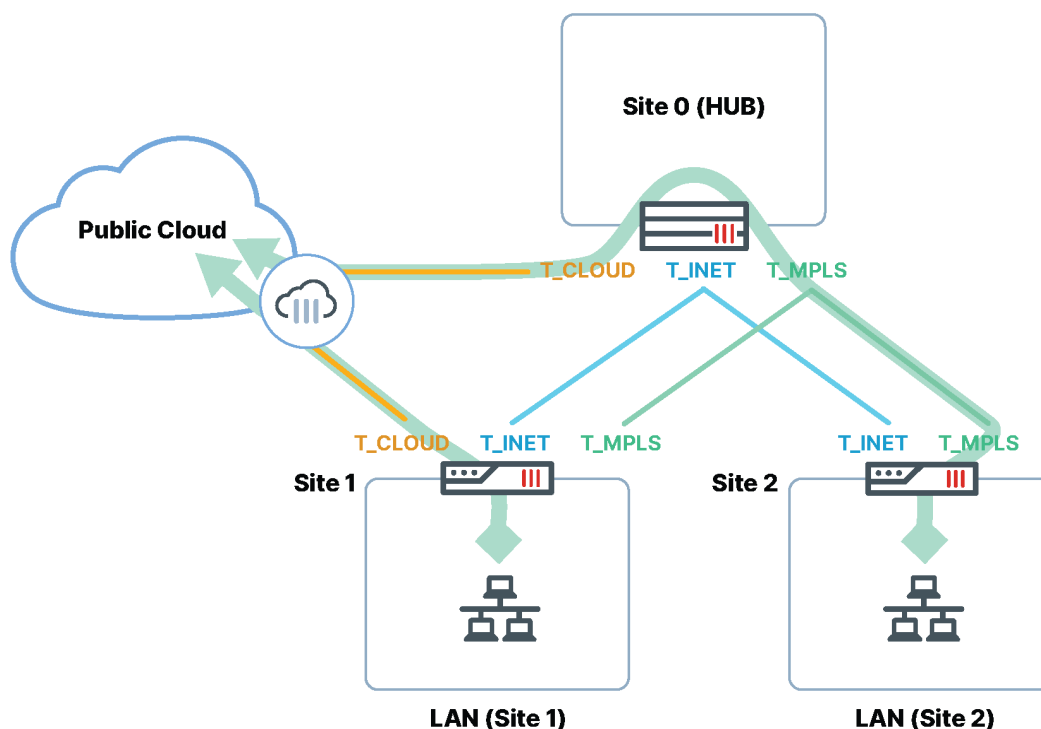 Site 0 (HUB)
Public Cloud
T_CLOUD T_INET T_MPLS
T_CLOUD T_INET T_MPLS T_INET T_MPLS
Site 1 Site 2
LAN (Site 1) LAN (Site 2)